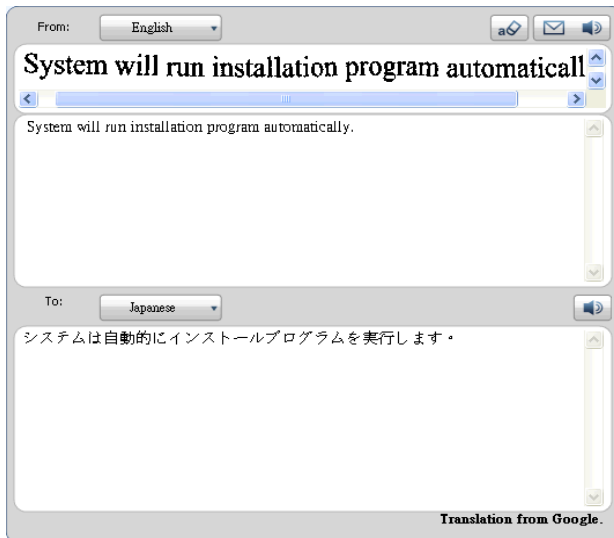 From: English
System will run installation program automaticall
System will run installation program automatically.
To: Japanese
システムは自動的にインストールプログラムを実行します。
Translation from Google.